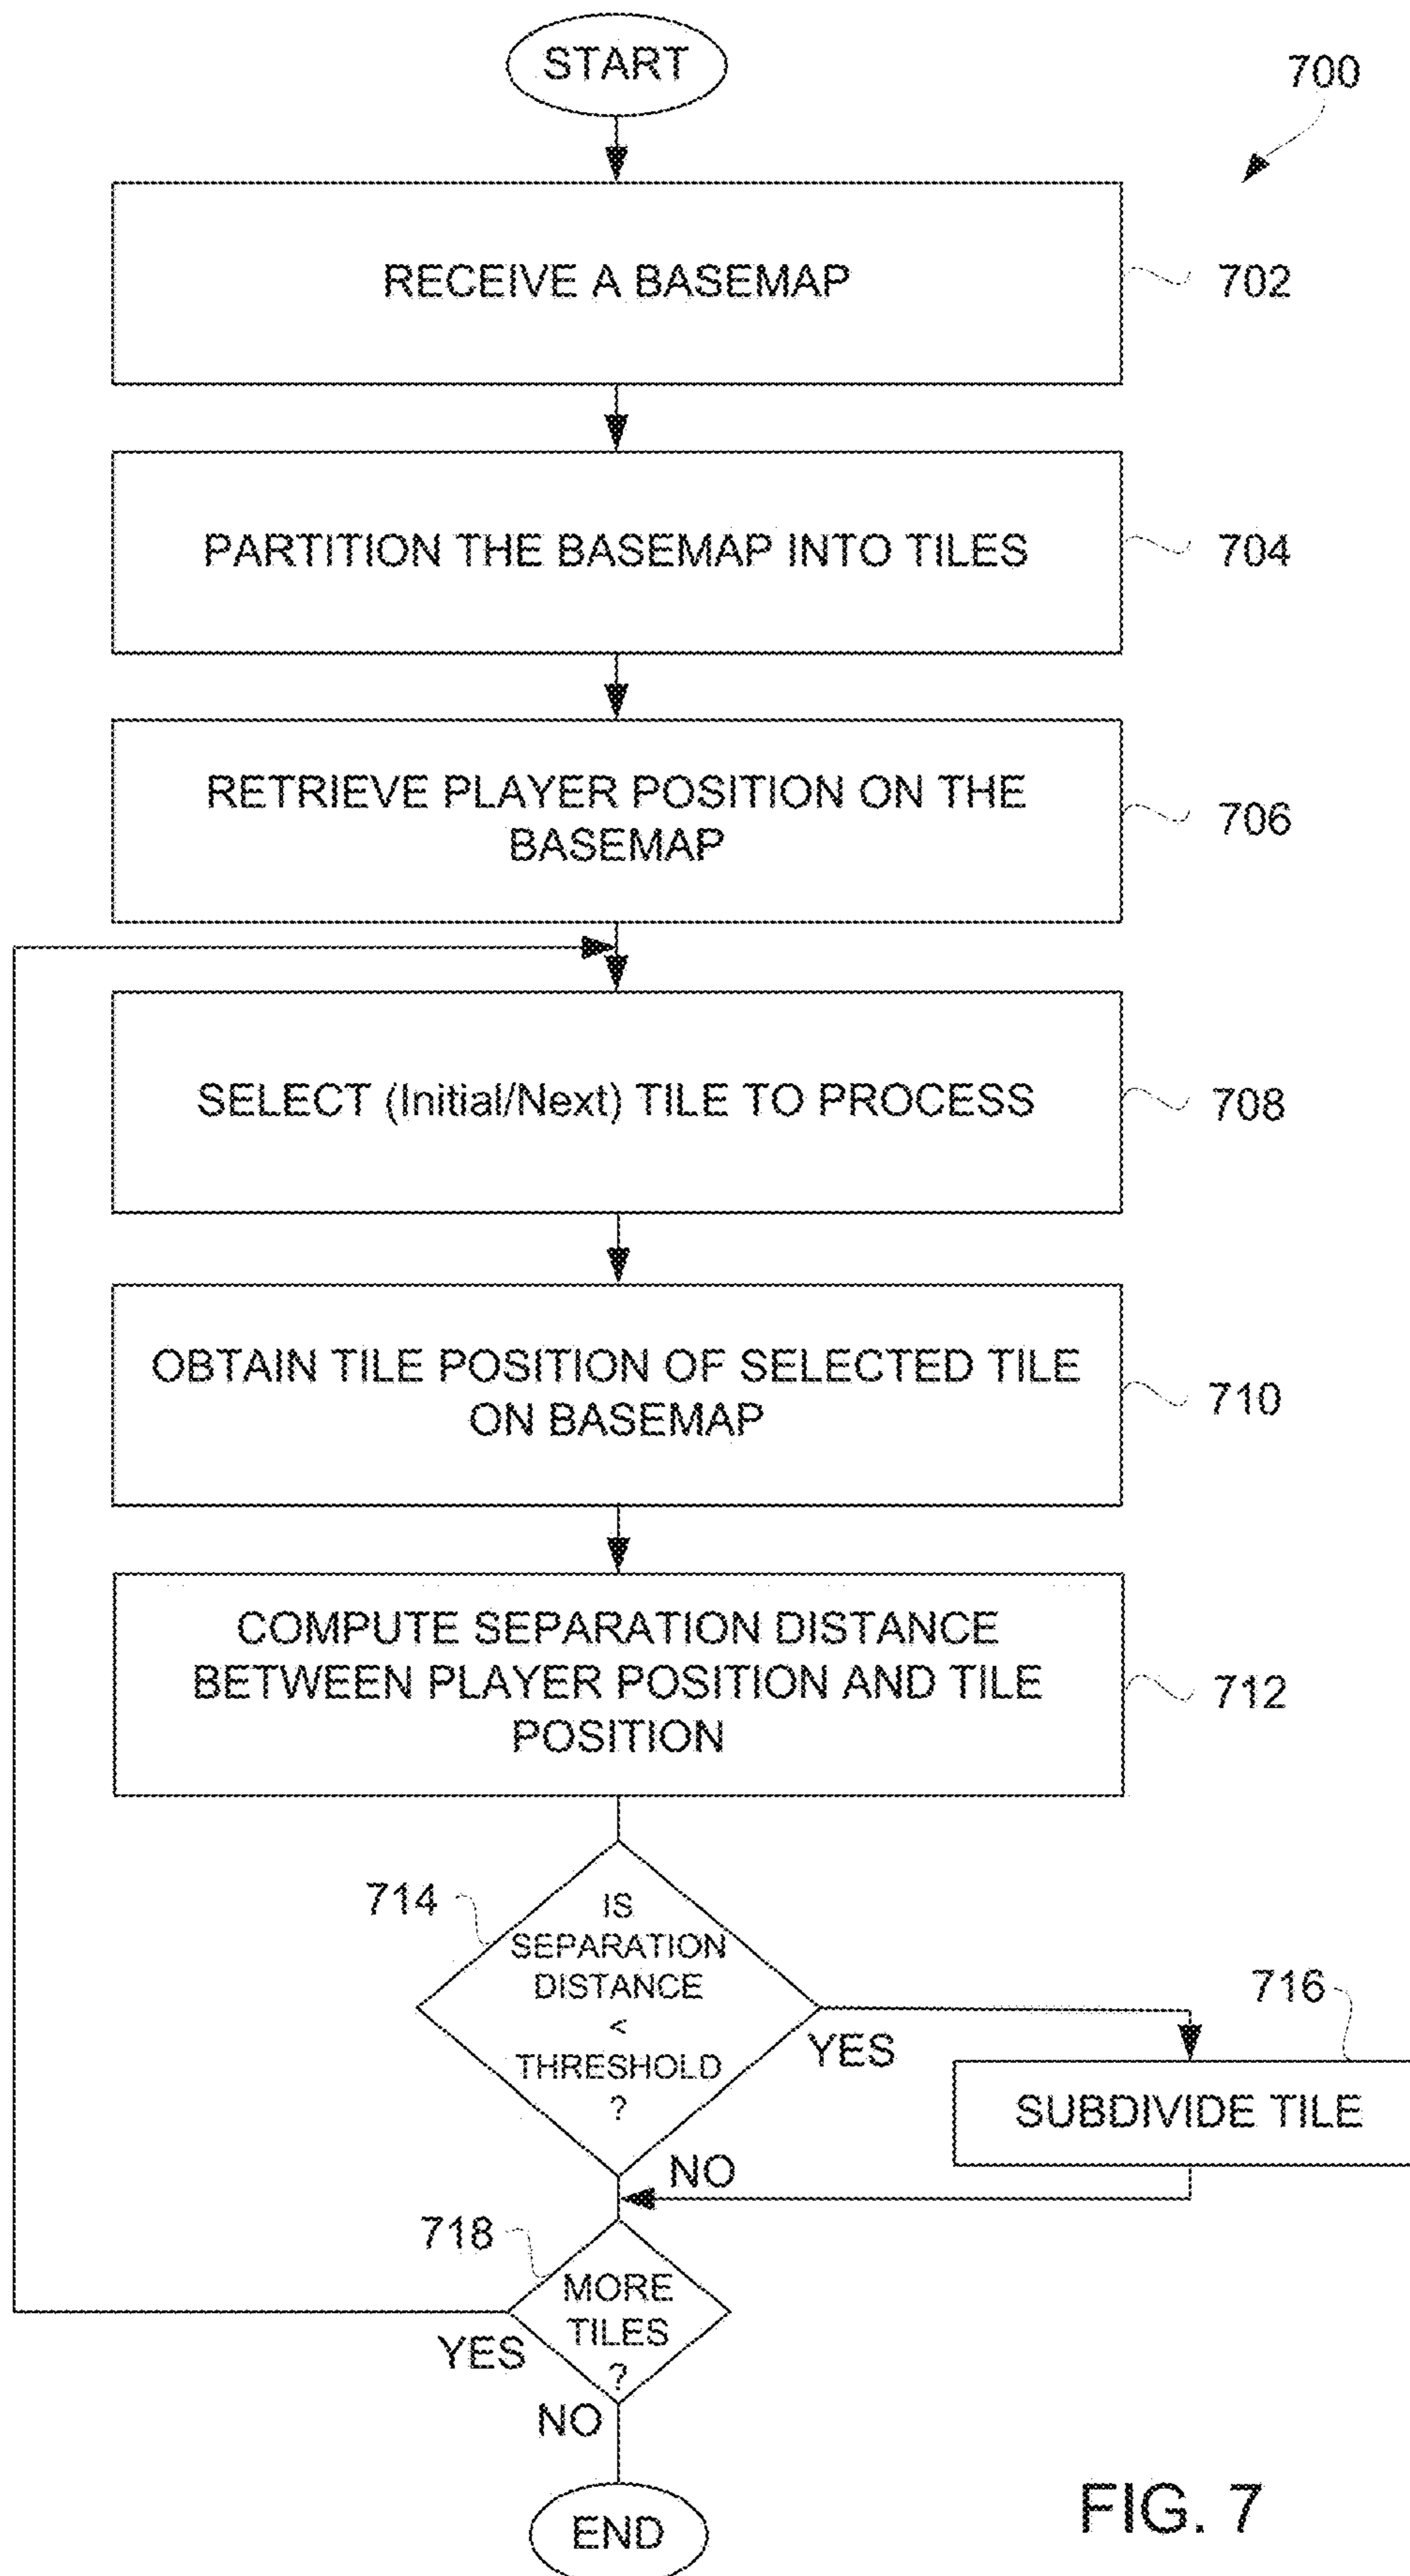 START
700
RECEIVE A BASEMAP
702
PARTITION THE BASEMAP INTO TILES
704
RETRIEVE PLAYER POSITION ON THE
BASEMAP
706
SELECT (Initial/Next) TILE TO PROCESS
708
OBTAIN TILE POSITION OF SELECTED TILE
ON BASEMAP
710
COMPUTE SEPARATION DISTANCE
BETWEEN PLAYER POSITION AND TILE
POSITION
712
714
IS
SEPARATION
DISTANCE
<
THRESHOLD
?
YES
716
SUBDIVIDE TILE
NO
718
MORE
TILES
?
YES
NO
END
FIG. 7